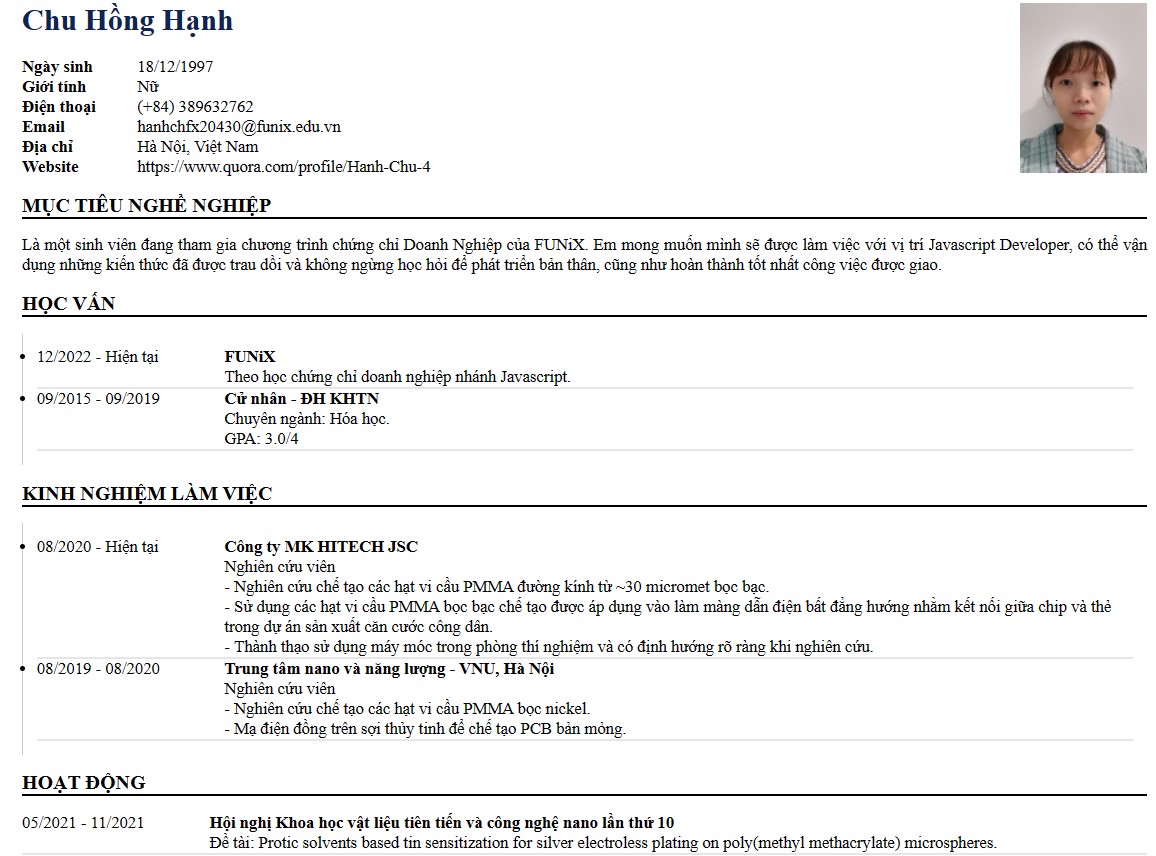 Chu Hồng Hạnh
Ngày sinh 18/12/1997
Giới tính Nữ
Điện thoại (+84) 389632762
Email hanhchfx20430@funix.edu.vn
Địa chỉ Hà Nội, Việt Nam
Website https://www.quora.com/profile/Hanh-Chu-4
MỤC TIÊU NGHỀ NGHIỆP
Là một sinh viên đang tham gia chương trình chứng chỉ Doanh Nghiệp của FUNiX. Em mong muốn mình sẽ được làm việc với vị trí Javascript Developer, có thể vận
dụng những kiến thức đã được trau dồi và không ngừng học hỏi để phát triển bản thân, cũng như hoàn thành tốt nhất công việc được giao.
HỌC VẤN
12/2022 - Hiện tại FUNiX
Theo học chứng chỉ doanh nghiệp nhánh Javascript.
09/2015 - 09/2019 Cử nhân - ĐH KHTN
Chuyên ngành: Hóa học.
GPA: 3.0/4
KINH NGHIỆM LÀM VIỆC
08/2020 - Hiện tại Công ty MK HITECH JSC
Nghiên cứu viên
- Nghiên cứu chế tạo các hạt vi cầu PMMA đường kính từ ~30 micromet bọc bạc.
- Sử dụng các hạt vi cầu PMMA bọc bạc chế tạo được áp dụng vào làm màng dẫn điện bất đẳng hướng nhằm kết nối giữa chip và thẻ
trong dự án sản xuất căn cước công dân.
- Thành thạo sử dụng máy móc trong phòng thí nghiệm và có định hướng rõ ràng khi nghiên cứu.
08/2019 - 08/2020 Trung tâm nano và năng lượng - VNU, Hà Nội
Nghiên cứu viên
- Nghiên cứu chế tạo các hạt vi cầu PMMA bọc nickel.
- Mạ điện đồng trên sợi thủy tinh để chế tạo PCB bản mỏng.
HOẠT ĐỘNG
05/2021 - 11/2021 Hội nghị Khoa học vật liệu tiên tiến và công nghệ nano lần thứ 10
Đề tài: Protic solvents based tin sensitization for silver electroless plating on poly(methyl methacrylate) microspheres.